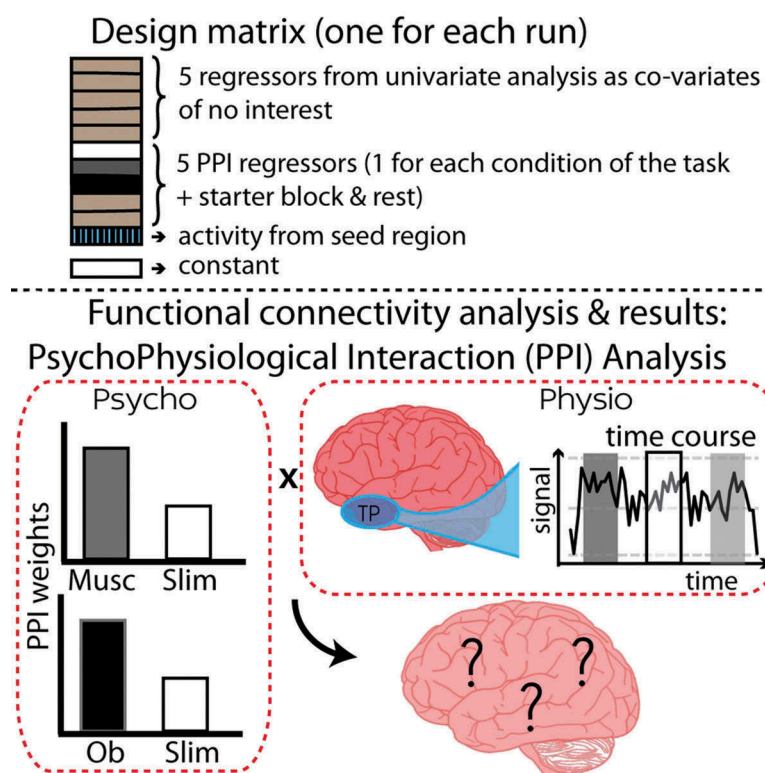 Design matrix (one for each run)
5 regressors from univariate analysis as co-variates
of no interest
5 PPI regressors (1 for each condition of the task
+ starter block & rest)
activity from seed region
constant
Functional connectivity analysis & results:
PsychoPhysiological Interaction (PPI) Analysis
Psycho
PPI weights
Musc Slim
Ob Slim
x
Physio
TP
time course
signal
time
? ? ?